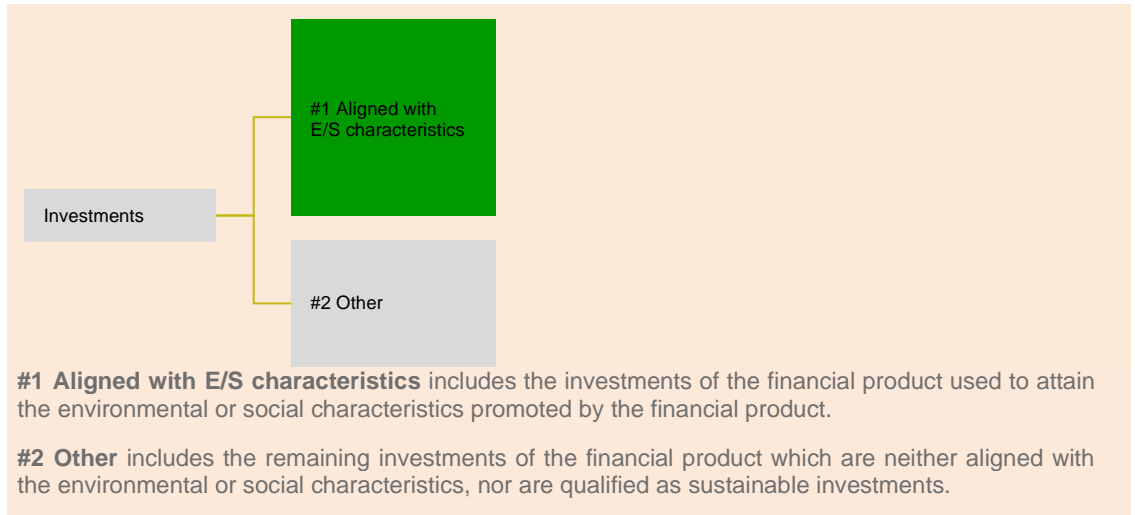 #1 Aligned with
E/S characteristics
Investments
#2 Other
#1 Aligned with E/S characteristics includes the investments of the financial product used to attain
the environmental or social characteristics promoted by the financial product.
#2 Other includes the remaining investments of the financial product which are neither aligned with
the environmental or social characteristics, nor are qualified as sustainable investments.